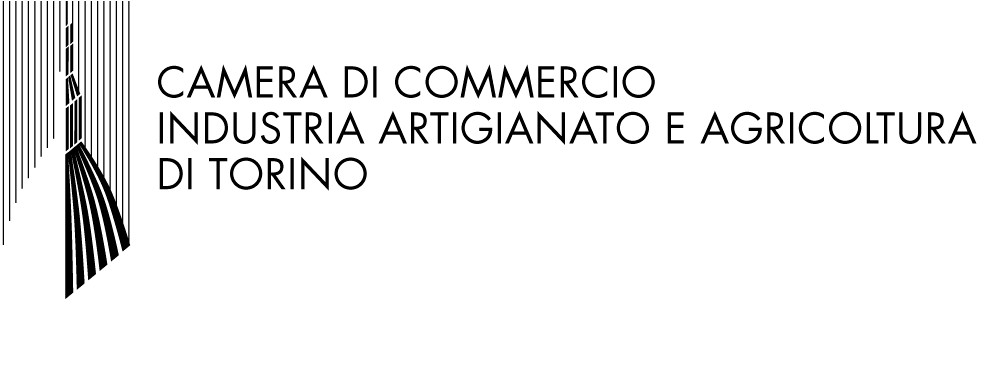 CAMERA DI COMMERCIO
INDUSTRIA ARTIGIANATO E AGRICOLTURA
DI TORINO